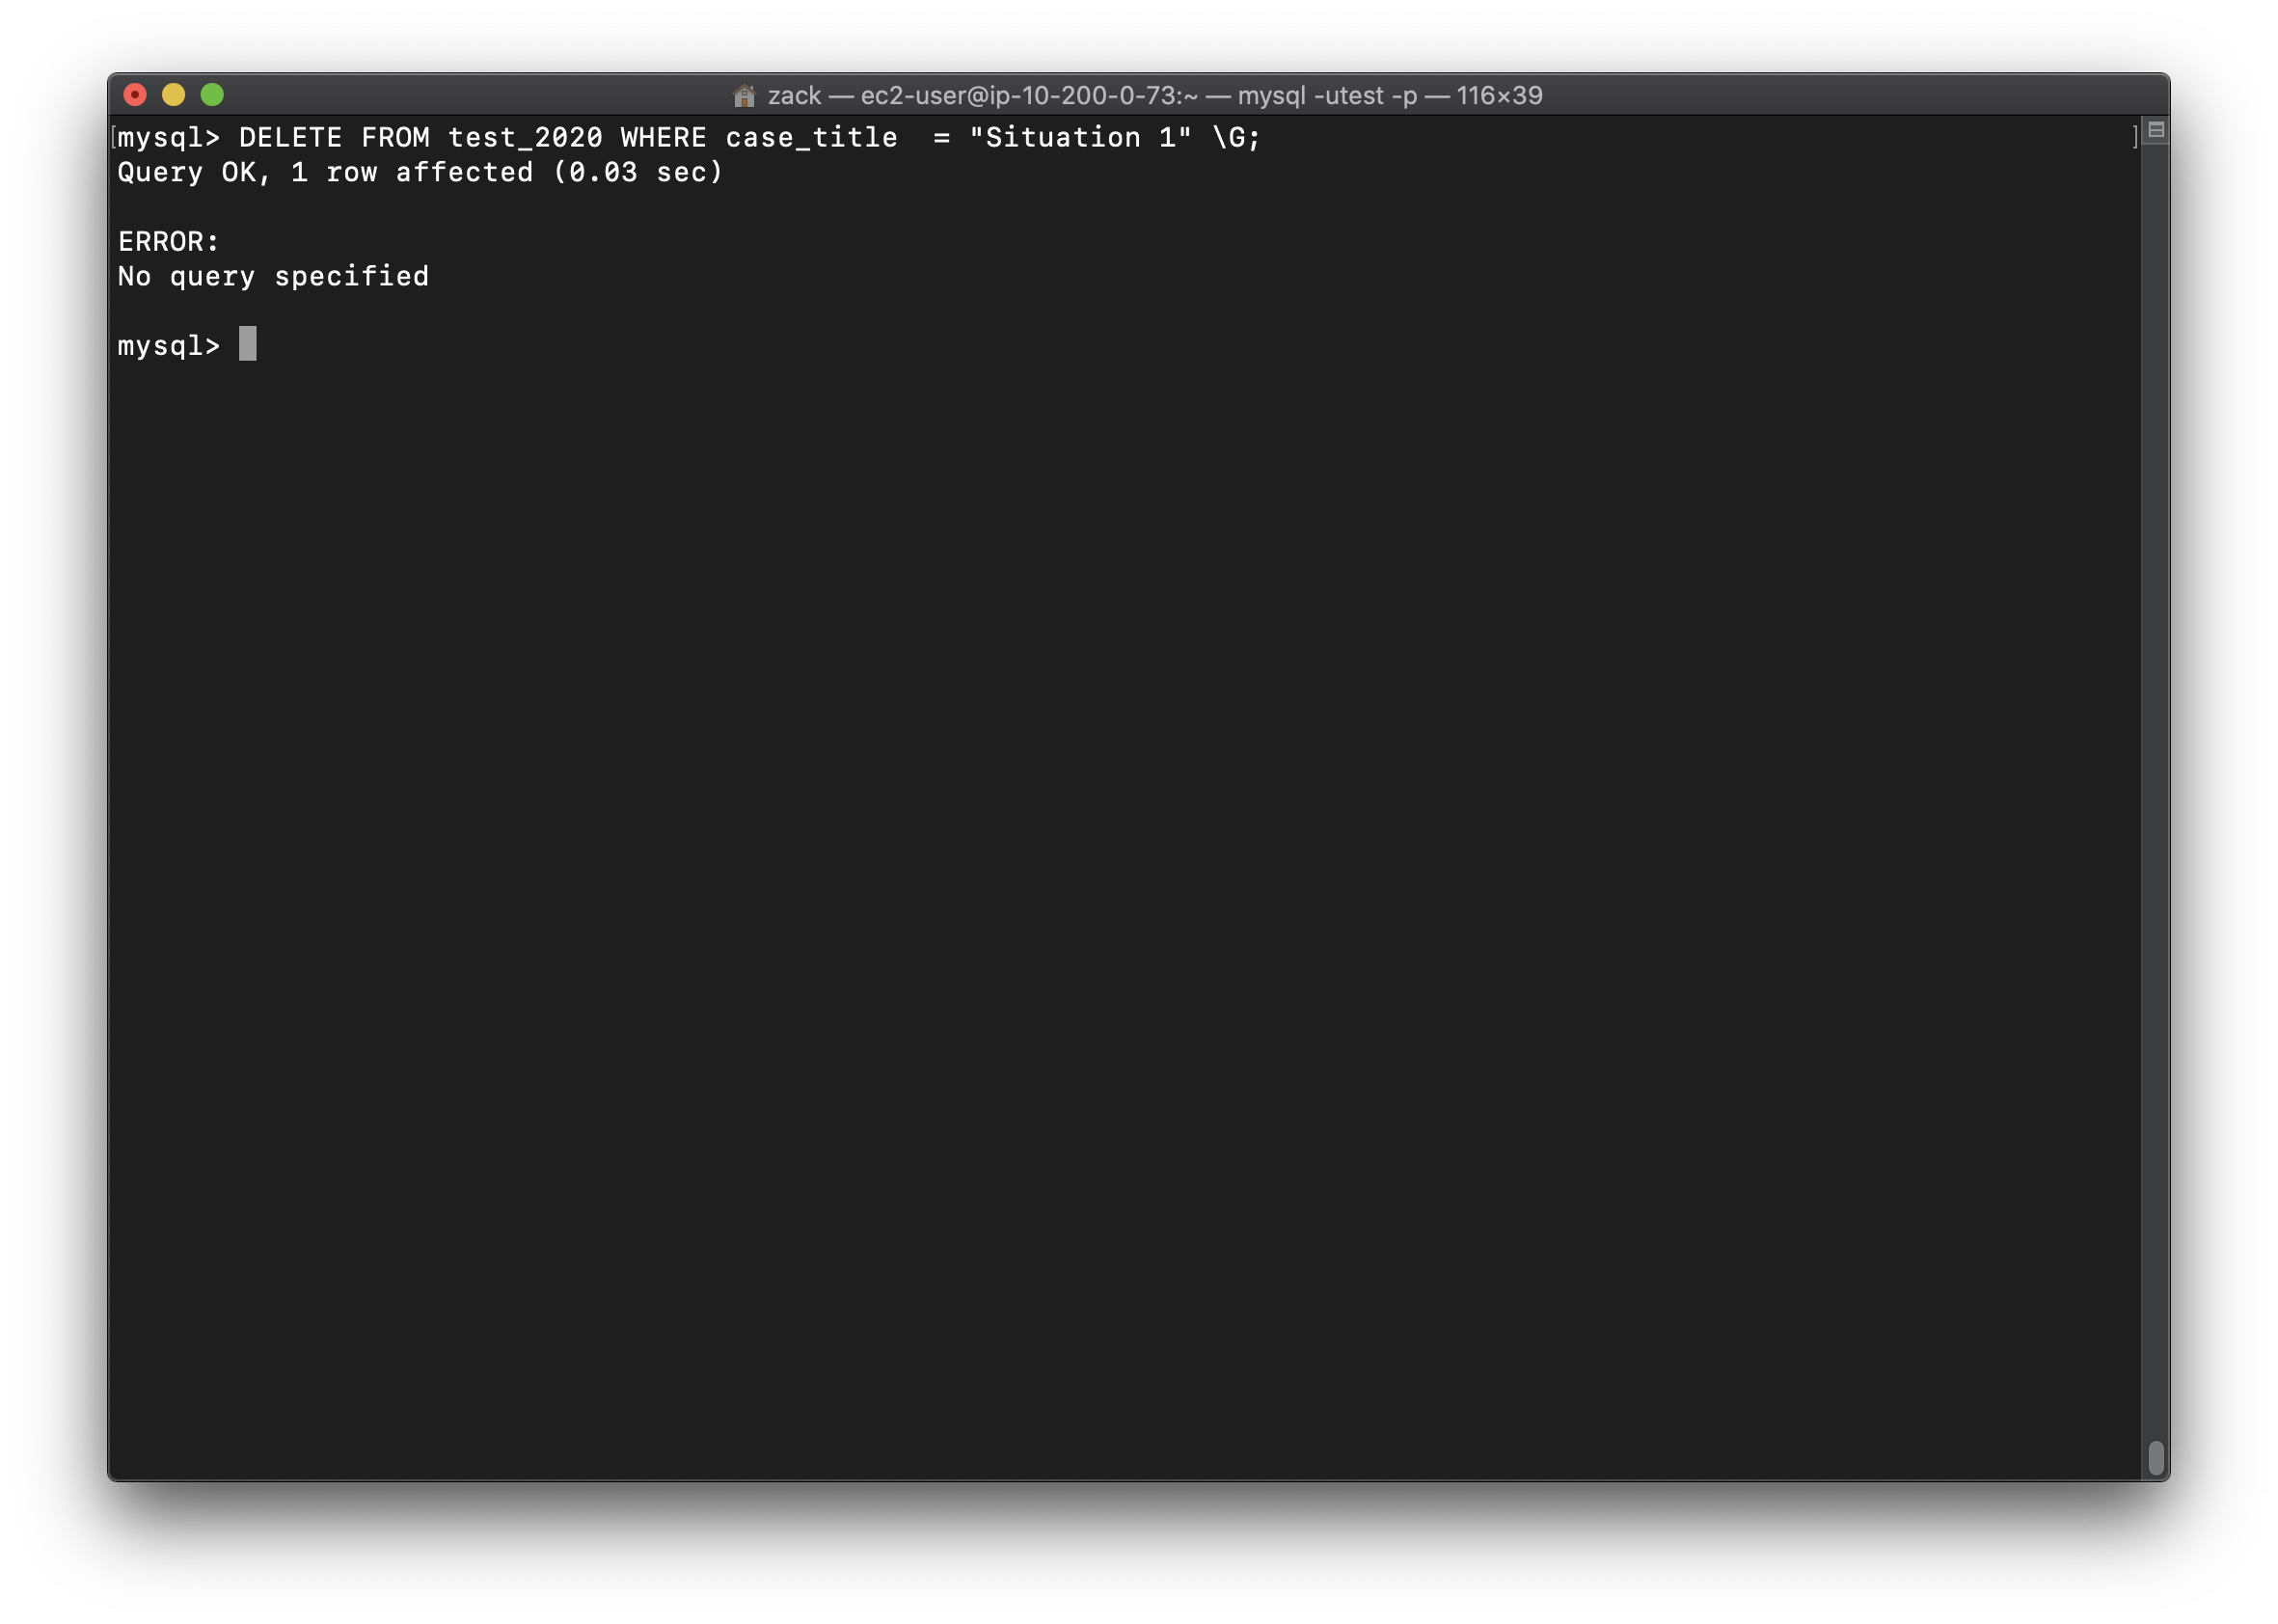 zack — ec2-user@ip-10-200-0-73:~ — mysql -utest -p — 116×39
[mysql> DELETE FROM test_2020 WHERE case_title  = "Situation 1" \G; ]
Query OK, 1 row affected (0.03 sec)
ERROR:
No query specified
mysql>